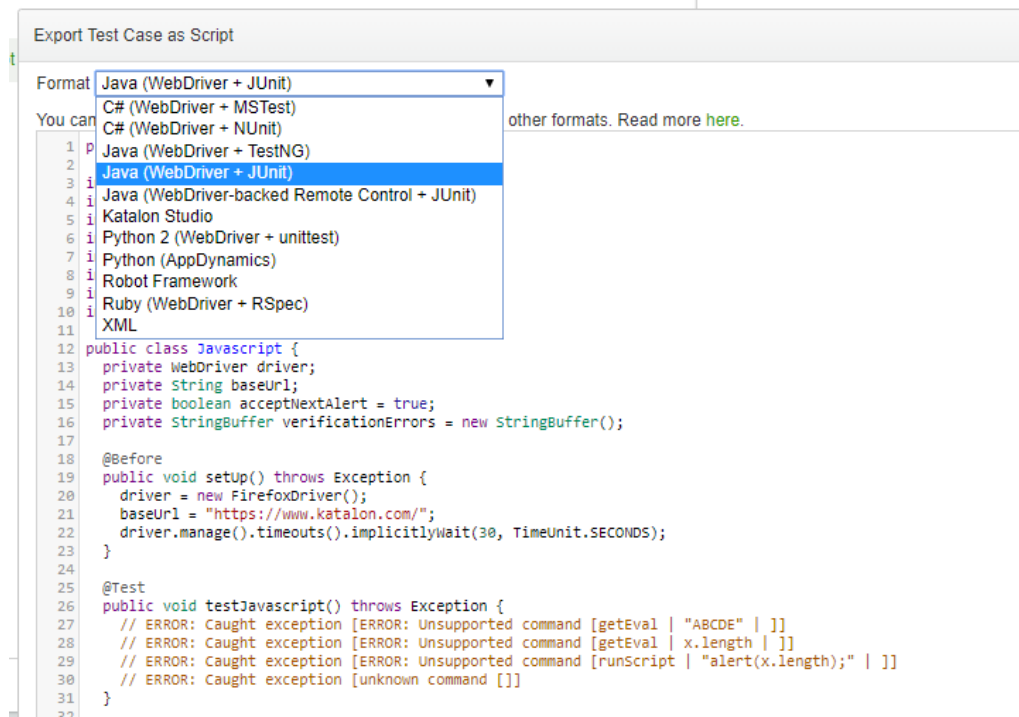 Export Test Case as Script
t
Format Java (WebDriver + JUnit) ▼
C# (WebDriver + MSTest)
You can other formats. Read more here.
C# (WebDriver + NUnit)
1 p Java (WebDriver + TestNG)
2 Java (WebDriver + JUnit)
3 i Java (WebDriver-backed Remote Control + JUnit)
4 i
5 i Katalon Studio
6 i Python 2 (WebDriver + unittest)
7 i Python (AppDynamics)
8 i Robot Framework
9 i Ruby (WebDriver + RSpec)
10 i
11 XML
12 public class Javascript {
13 private WebDriver driver;
14 private String baseUrl;
15 private boolean acceptNextAlert = true;
16 private StringBuffer verificationErrors = new StringBuffer();
17
18 @Before
19 public void setUp() throws Exception {
20 driver = new FirefoxDriver();
21 baseUrl = "https://www.katalon.com/";
22 driver.manage().timeouts().implicitlyWait(30, TimeUnit.SECONDS);
23 }
24
25 @Test
26 public void testJavascript() throws Exception {
27 // ERROR: Caught exception [ERROR: Unsupported command [getEval | "ABCDE" | ]]
28 // ERROR: Caught exception [ERROR: Unsupported command [getEval | x.length | ]]
29 // ERROR: Caught exception [ERROR: Unsupported command [runScript | "alert(x.length);" | ]]
30 // ERROR: Caught exception [unknown command []]
31 }
32